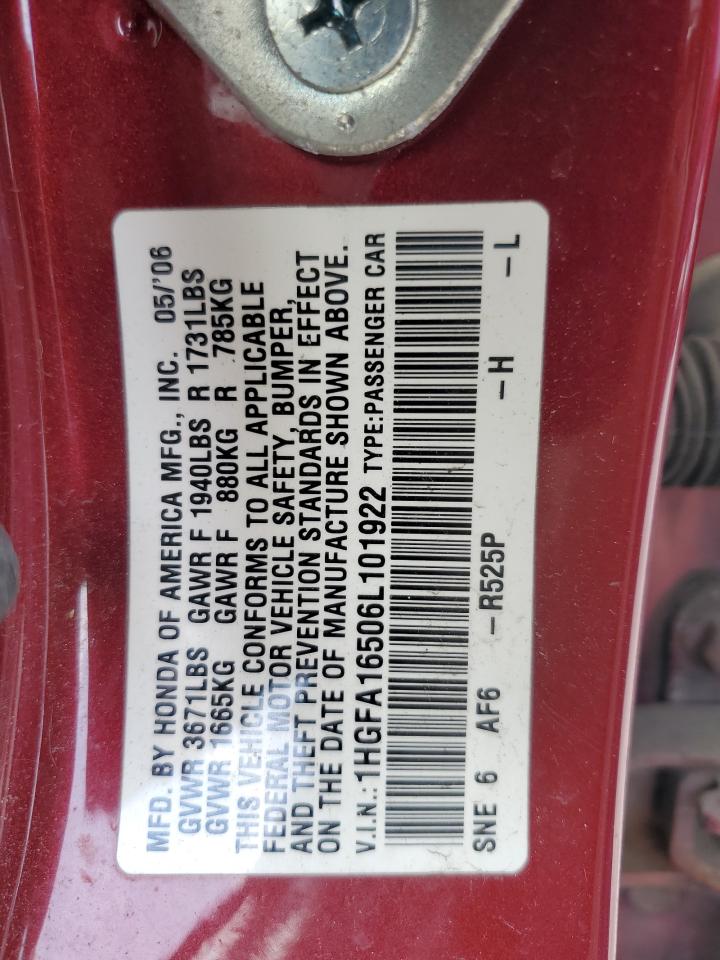 MFD. BY HONDA OF AMERICA MFG., INC. 05/'06
GVWR 3671LBS GAWR F 1940LBS R 1731LBS
GVWR 1665KG GAWR F 880KG R 785KG
THIS VEHICLE CONFORMS TO ALL APPLICABLE
FEDERAL MOTOR VEHICLE SAFETY, BUMPER,
AND THEFT PREVENTION STANDARDS IN EFFECT
ON THE DATE OF MANUFACTURE SHOWN ABOVE.
V.I.N.: 1HGFA16506L101922 TYPE:PASSENGER CAR
SNE 6 AF6 -R525P -H -L